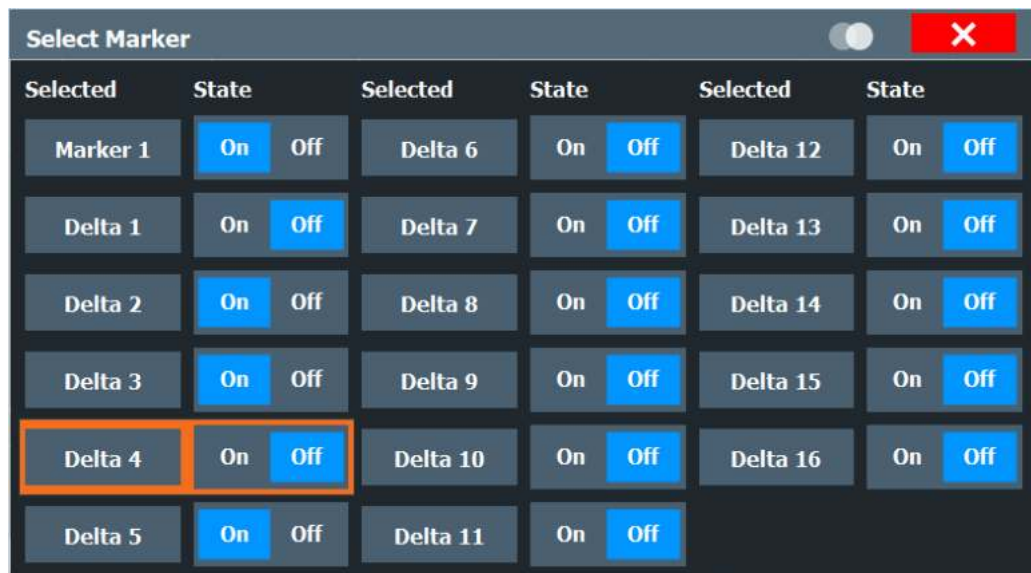 Select Marker
Selected State Selected State Selected State
Marker 1 On Off Delta 6 On Off Delta 12 On Off
Delta 1 On Off Delta 7 On Off Delta 13 On Off
Delta 2 On Off Delta 8 On Off Delta 14 On Off
Delta 3 On Off Delta 9 On Off Delta 15 On Off
Delta 4 On Off Delta 10 On Off Delta 16 On Off
Delta 5 On Off Delta 11 On Off